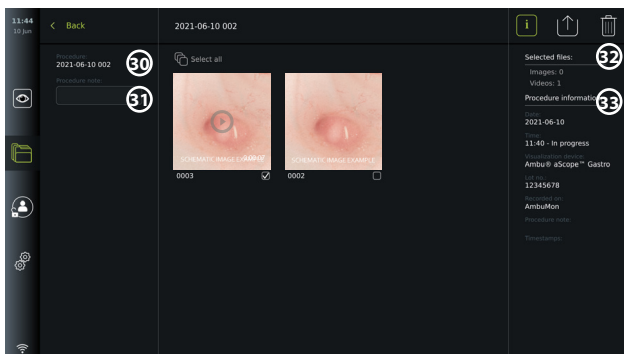 11:44
10 Jun
Back
2021-06-10 002
i
Procedure:
2021-06-10 002
30
Procedure note:
31
Select all
SCHEMATIC IMAGE EXAMPLE
0003
SCHEMATIC IMAGE EXAMPLE
0002
Selected files:
32
Images: 0
Videos: 1
Procedure information
33
Date:
2021-06-10
Time:
11:40 - In progress
Visualization device:
Ambu® aScope™ Gastro
Lot no.:
12345678
Recorded on:
AmbuMon
Procedure note:
Timestamps: